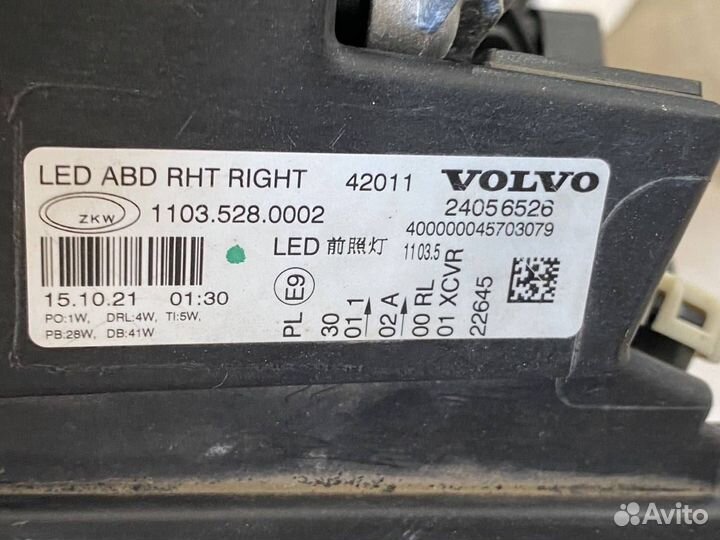 LED ABD RHT RIGHT 42011 VOLVO
ZKW 1103.528.0002 24056526
400000045703079
LED 前照灯 1103.5
15.10.21 01:30
PO:1W, DRL:4W, TI:5W,
PB:28W, DB:41W
PL E9
30
01 1
02 A
00 RL
01 XCVR
22645
Avito